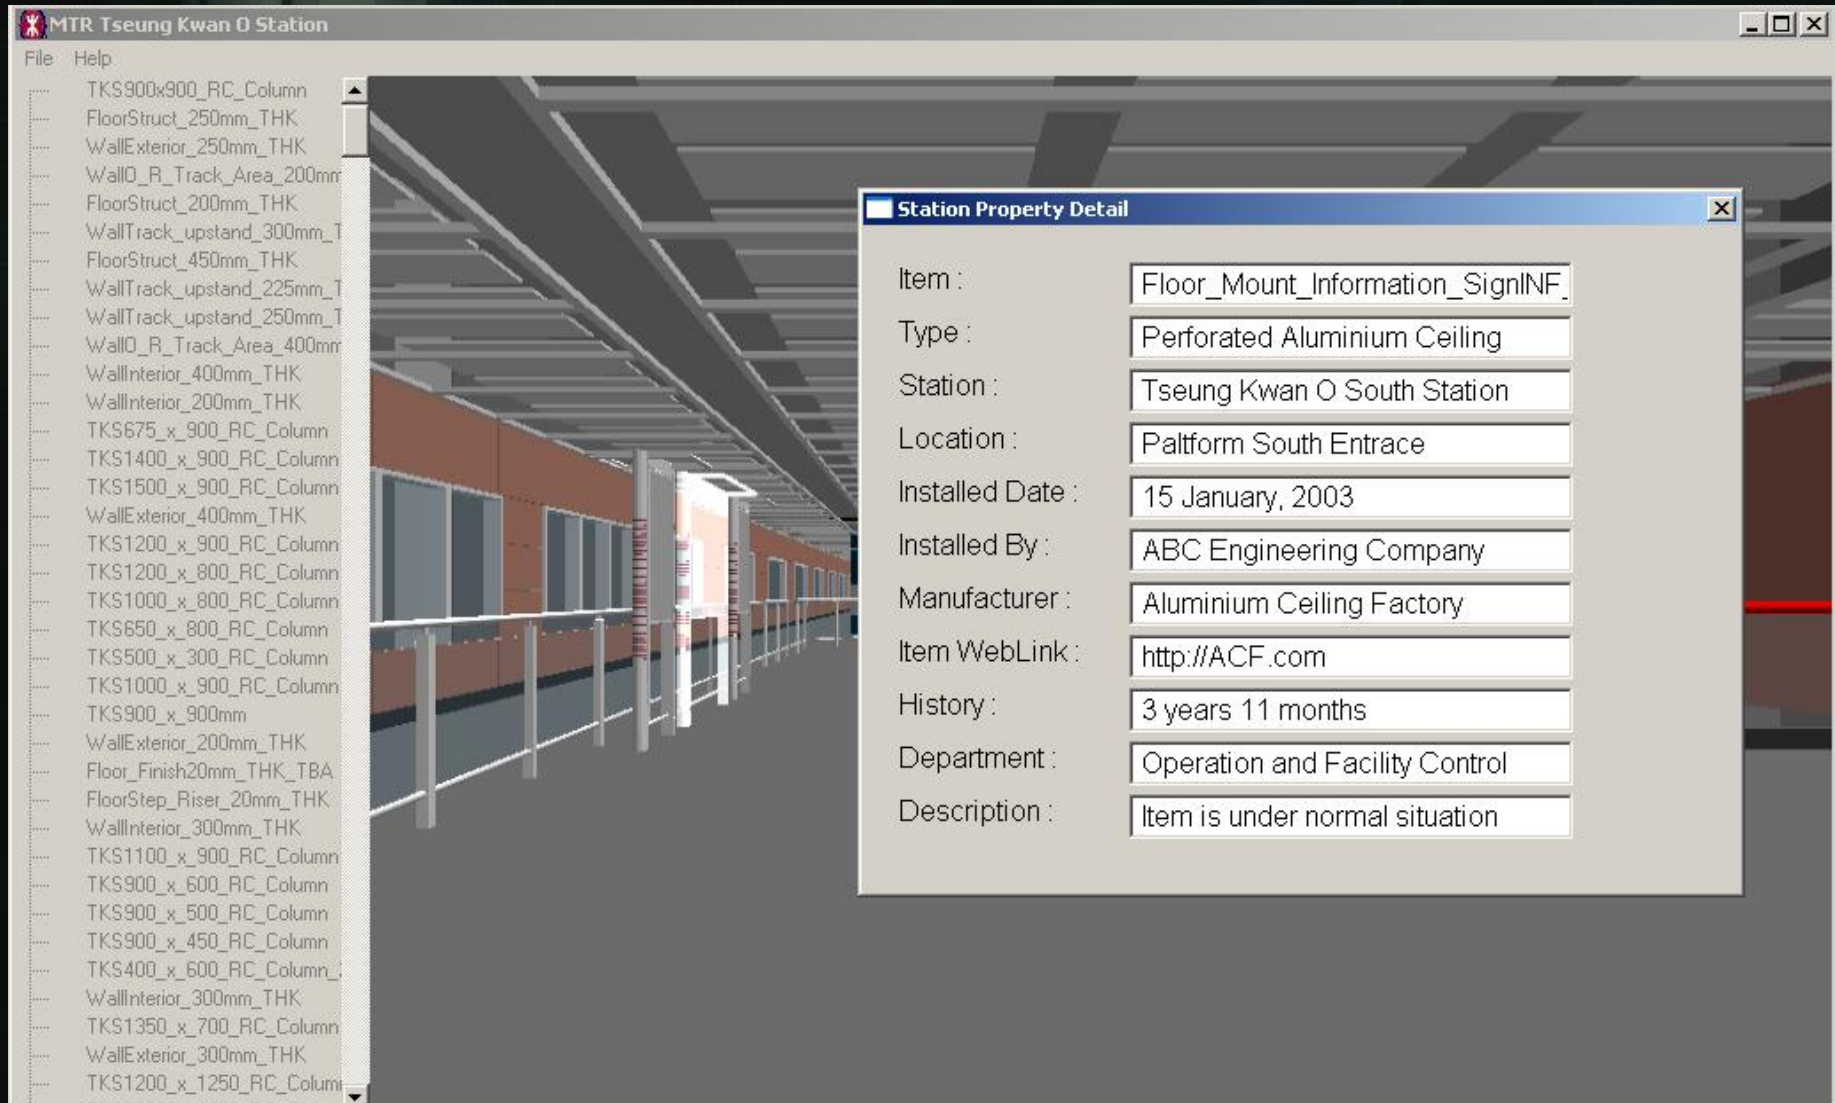 MTR Tseung Kwan O Station
File Help
TKS900x900_RC_Column
FloorStruct_250mm_THK
WallExterior_250mm_THK
WallO_R_Track_Area_200mm
FloorStruct_200mm_THK
WallTrack_upstand_300mm_T
FloorStruct_450mm_THK
WallTrack_upstand_225mm_T
WallTrack_upstand_250mm_T
WallO_R_Track_Area_400mm
WallInterior_400mm_THK
WallInterior_200mm_THK
TKS675_x_900_RC_Column
TKS1400_x_900_RC_Column
TKS1500_x_900_RC_Column
WallExterior_400mm_THK
TKS1200_x_900_RC_Column
TKS1200_x_800_RC_Column
TKS1000_x_800_RC_Column
TKS650_x_800_RC_Column
TKS500_x_300_RC_Column
TKS1000_x_900_RC_Column
TKS900_x_900mm
WallExterior_200mm_THK
Floor_Finish20mm_THK_TBA
FloorStep_Riser_20mm_THK
WallInterior_300mm_THK
TKS1100_x_900_RC_Column
TKS900_x_600_RC_Column
TKS900_x_500_RC_Column
TKS900_x_450_RC_Column
TKS400_x_600_RC_Column_
WallInterior_300mm_THK
TKS1350_x_700_RC_Column
WallExterior_300mm_THK
TKS1200_x_1250_RC_Colum
Station Property Detail
Item : Floor_Mount_Information_SignINF_
Type : Perforated Aluminium Ceiling
Station : Tseung Kwan O South Station
Location : Paltform South Entrace
Installed Date : 15 January, 2003
Installed By : ABC Engineering Company
Manufacturer : Aluminium Ceiling Factory
Item WebLink : http://ACF.com
History : 3 years 11 months
Department : Operation and Facility Control
Description : Item is under normal situation